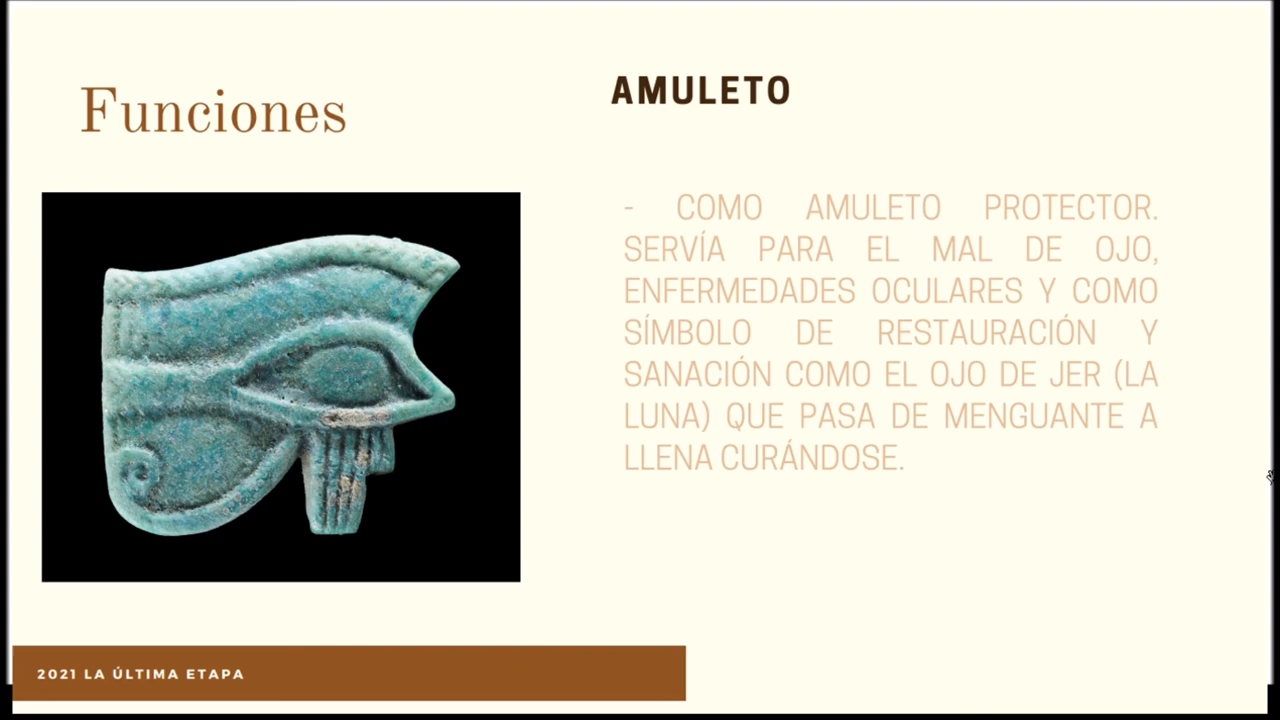 Funciones
AMULETO
- COMO AMULETO PROTECTOR.
SERVÍA PARA EL MAL DE OJO,
ENFERMEDADES OCULARES Y COMO
SÍMBOLO DE RESTAURACIÓN Y
SANACIÓN COMO EL OJO DE JER (LA
LUNA) QUE PASA DE MENGUANTE A
LLENA CURÁNDOSE.
2021 LA ÚLTIMA ETAPA